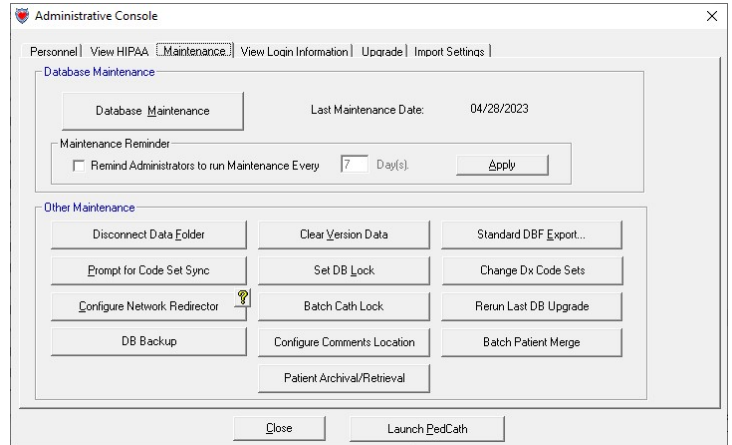 Administrative Console
Personnel View HIPAA Maintenance View Login Information Upgrade Import Settings
Database Maintenance
Database Maintenance Last Maintenance Date: 04/28/2023
Maintenance Reminder
Remind Administrators to run Maintenance Every 7 Day(s). Apply
Other Maintenance
Disconnect Data Folder Clear Version Data Standard DBF Export...
Prompt for Code Set Sync Set DB Lock Change Dx Code Sets
Configure Network Redirector ? Batch Cath Lock Rerun Last DB Upgrade
DB Backup Configure Comments Location Batch Patient Merge
Patient Archival/Retrieval
Close Launch PedCath